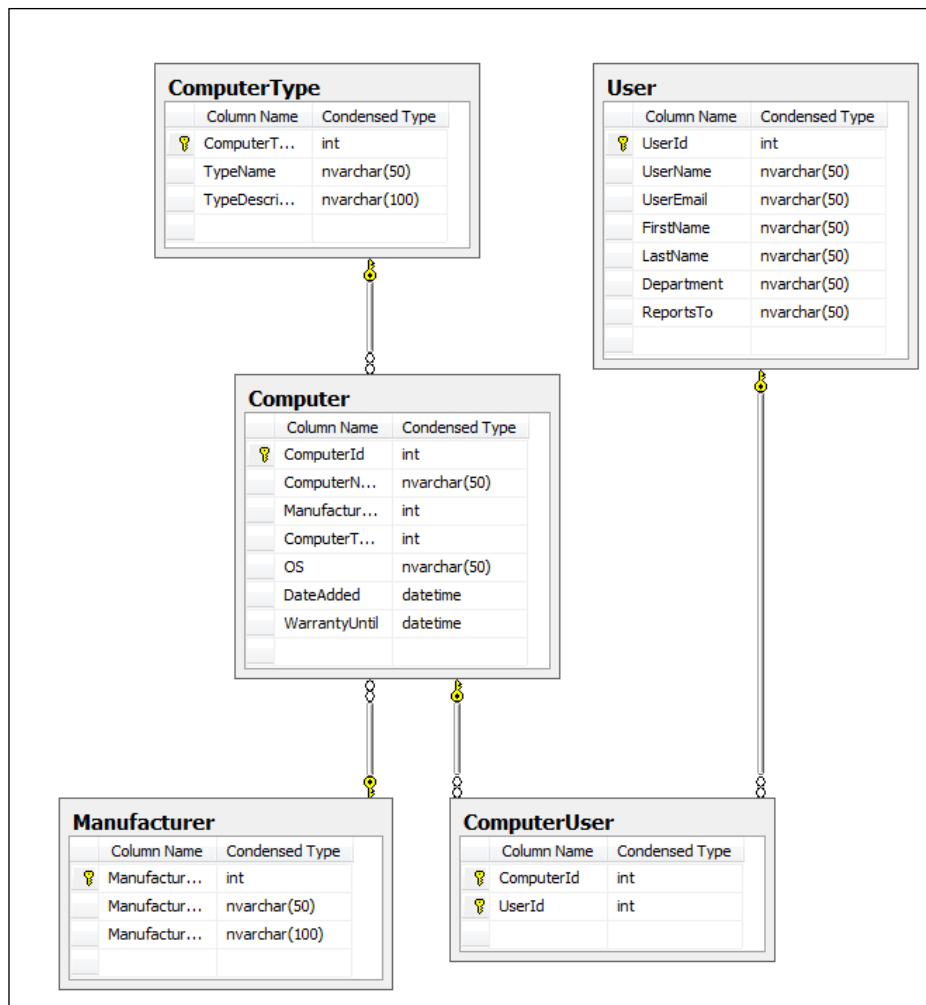 ComputerType
Column Name Condensed Type
ComputerT... int
TypeName nvarchar(50)
TypeDescri... nvarchar(100)
User
Column Name Condensed Type
UserId int
UserName nvarchar(50)
UserEmail nvarchar(50)
FirstName nvarchar(50)
LastName nvarchar(50)
Department nvarchar(50)
ReportsTo nvarchar(50)
Computer
Column Name Condensed Type
ComputerId int
ComputerN... nvarchar(50)
Manufactur... int
ComputerT... int
OS nvarchar(50)
DateAdded datetime
WarrantyUntil datetime
Manufacturer
Column Name Condensed Type
Manufactur... int
Manufactur... nvarchar(50)
Manufactur... nvarchar(100)
ComputerUser
Column Name Condensed Type
ComputerId int
UserId int